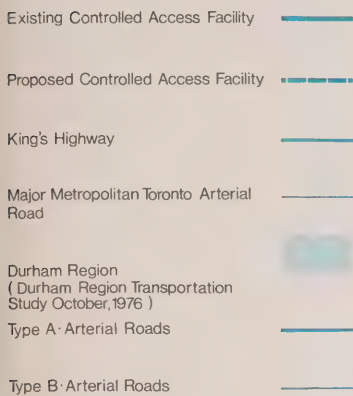 Existing Controlled Access Facility
Proposed Controlled Access Facility
King's Highway
Major Metropolitan Toronto Arterial
Road
Durham Region
( Durham Region Transportation
Study October, 1976 )
Type A·Arterial Roads
Type B·Arterial Roads